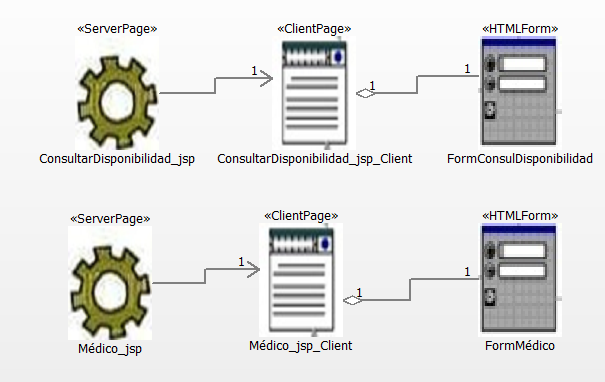 «ServerPage» «ClientPage» «HTMLForm»
1 1 1
ConsultarDisponibilidad_jsp ConsultarDisponibilidad_jsp_Client FormConsulDisponibilidad
«ServerPage» «ClientPage» «HTMLForm»
1 1 1
Médico_jsp Médico_jsp_Client FormMédico